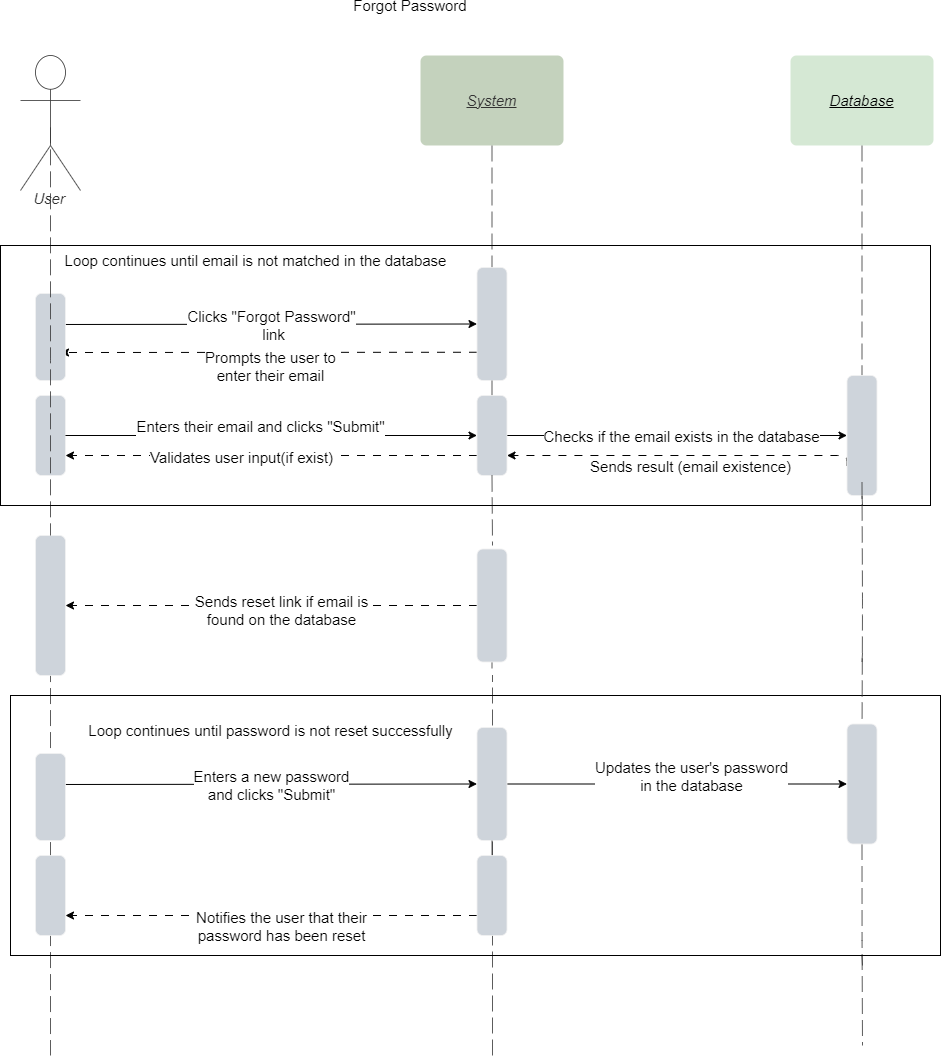 Forgot Password
System
Database
User
Loop continues until email is not matched in the database
Clicks "Forgot Password"
link
Prompts the user to
enter their email
Enters their email and clicks "Submit"
Checks if the email exists in the database
Validates user input(if exist)
Sends result (email existence)
Sends reset link if email is
found on the database
Loop continues until password is not reset successfully
Enters a new password
and clicks "Submit"
Updates the user's password
in the database
Notifies the user that their
password has been reset